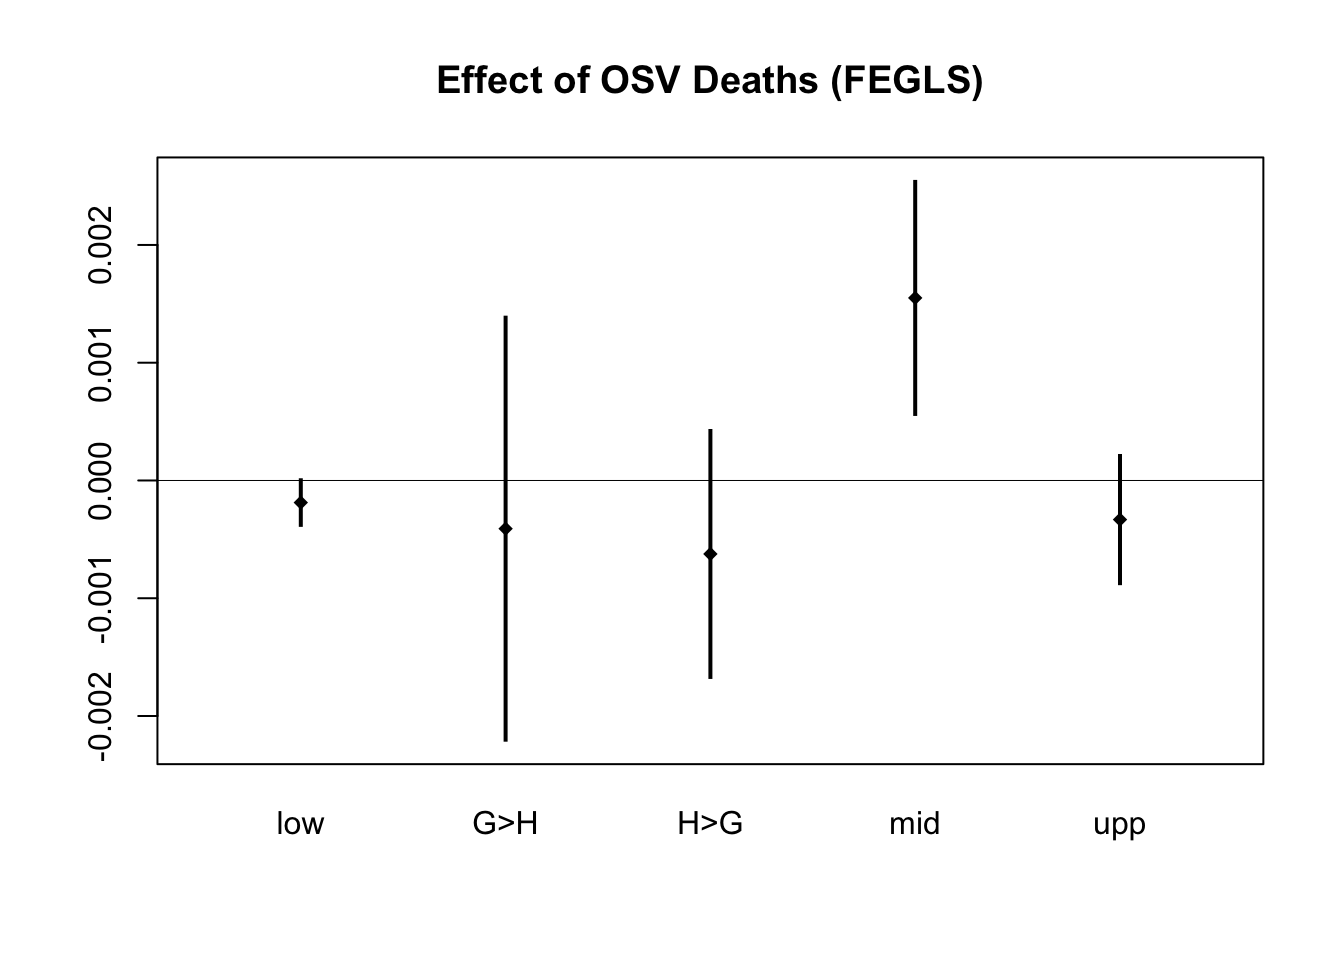 Effect of OSV Deaths (FEGLS)
0.002
0.001
0.000
-0.001
-0.002
low G>H H>G mid upp